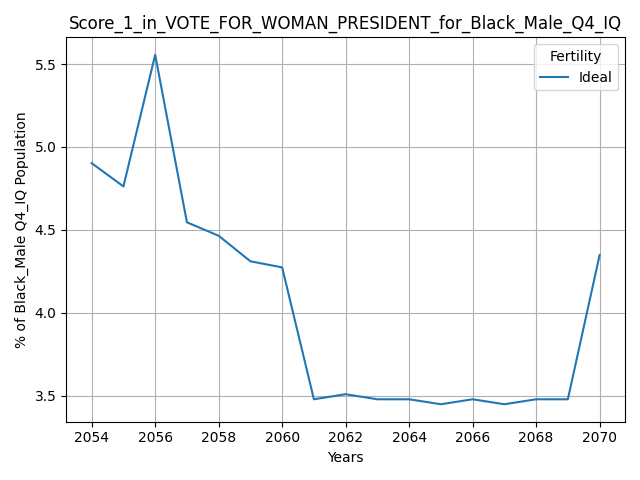 Score_1_in_VOTE_FOR_WOMAN_PRESIDENT_for_Black_Male_Q4_IQ
Fertility
Ideal
% of Black_Male Q4_IQ Population
5.5
5.0
4.5
4.0
3.5
2054 2056 2058 2060 2062 2064 2066 2068 2070
Years